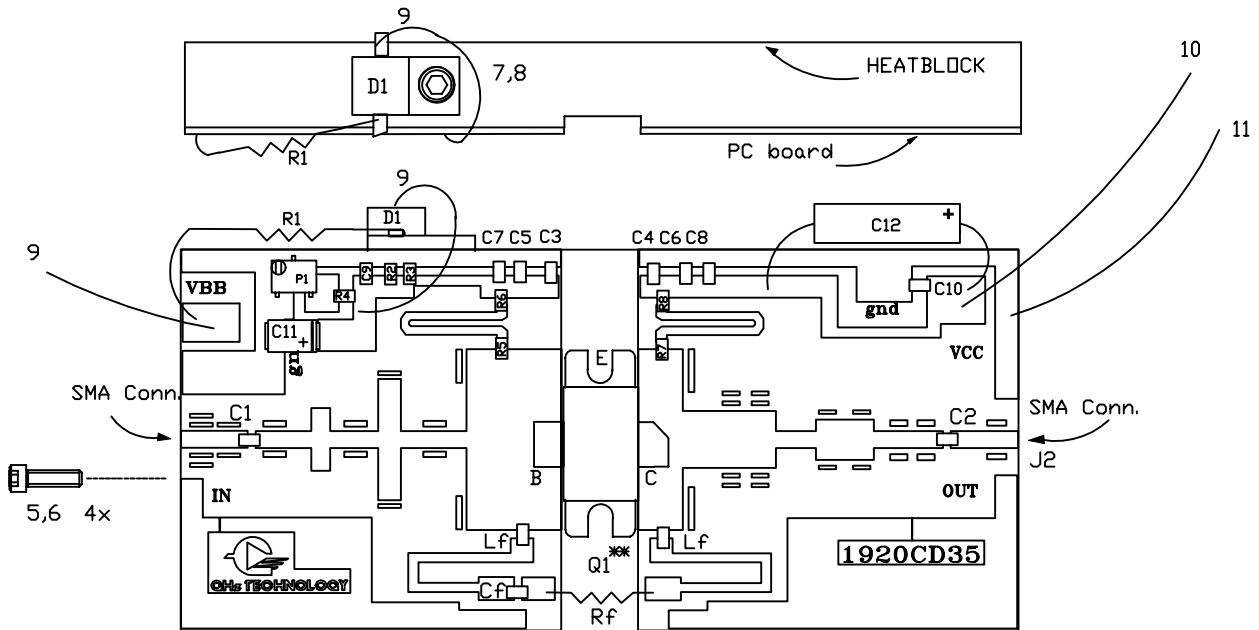 9
D1
7,8
HEATBLOCK
10
11
R1
PC board
9
R1
D1
C7 C5 C3
C4 C6 C8
C12
+
9
VBB
P1
C9
R2
R3
R4
R6
R8
C10
gnd
C11
+
R5
R7
VCC
E
SMA Conn.
C1
C2
SMA Conn.
J2
B
C
IN
OUT
5,6 4x
Lf
Lf
Q1**
1920CD35
QHs TECHNOLOGY
Cf
Rf